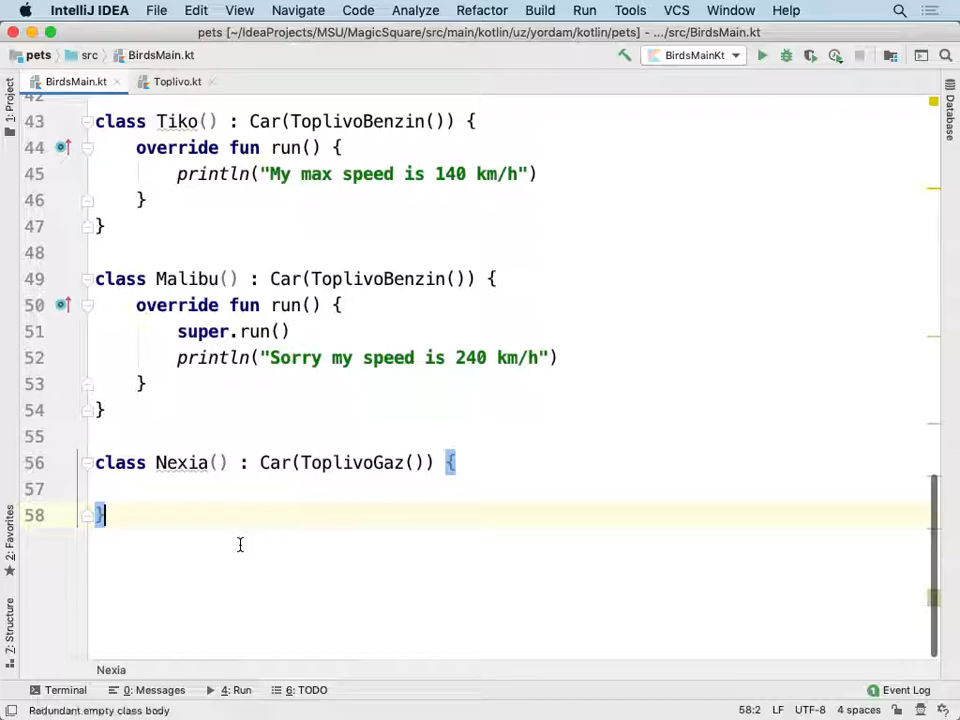 IntelliJ IDEA File Edit View Navigate Code Analyze Refactor Build Run Tools VCS Window Help
pets [~/IdeaProjects/MSU/MagicSquare/src/main/kotlin/uz/yordam/kotlin/pets] - .../src/BirdsMain.kt
pets src BirdsMain.kt BirdsMainKt
BirdsMain.kt Toplivo.kt
1: Project
Database
42
43 class Tiko() : Car(ToplivoBenzin()) {
44 override fun run() {
45 println("My max speed is 140 km/h")
46 }
47 }
48
49 class Malibu() : Car(ToplivoBenzin()) {
50 override fun run() {
51 super.run()
52 println("Sorry my speed is 240 km/h")
53 }
54 }
55
56 class Nexia() : Car(ToplivoGaz()) {
57
58 }
2: Favorites
7: Structure
Nexia
Terminal 0: Messages 4: Run 6: TODO 1 Event Log
Redundant empty class body 58:2 LF UTF-8 4 spaces